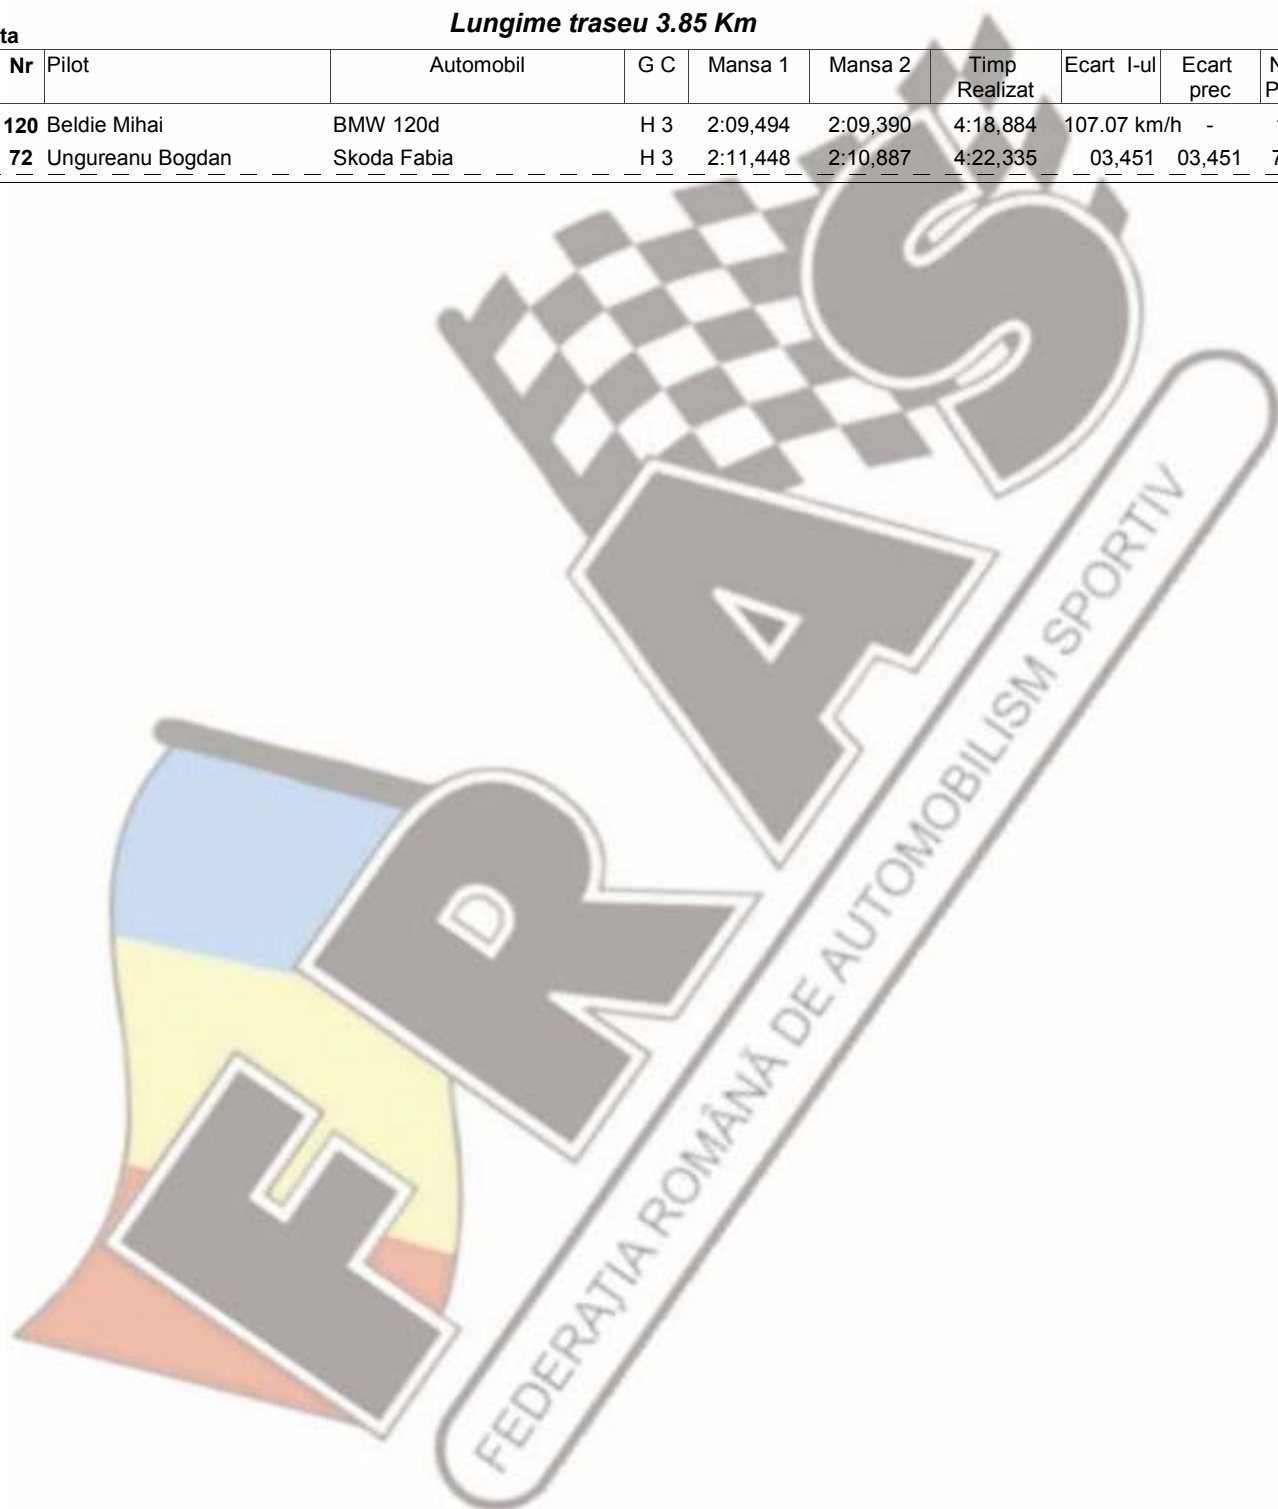 Lungime traseu 3.85 Km
ta
Nr Pilot Automobil G C Mansa 1 Mansa 2 Timp Realizat Ecart I-ul Ecart prec
120 Beldie Mihai BMW 120d H 3 2:09,494 2:09,390 4:18,884 107.07 km/h -
72 Ungureanu Bogdan Skoda Fabia H 3 2:11,448 2:10,887 4:22,335 03,451 03,451
FRAS
FEDERAȚIA ROMÂNĂ DE AUTOMOBILISM SPORTIV